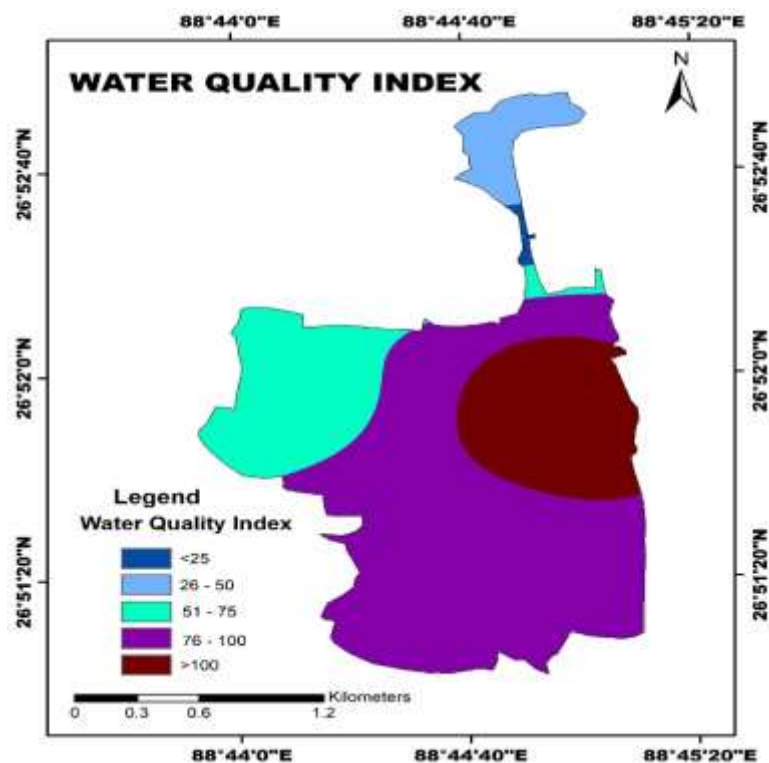 88°44'0"E 88°44'40"E 88°45'20"E
WATER QUALITY INDEX
N
26°52'40"N 26°52'40"N
26°52'0"N 26°52'0"N
26°51'20"N 26°51'20"N
Legend
Water Quality Index
<25
26 - 50
51 - 75
76 - 100
>100
Kilometers
0 0.3 0.6 1.2
88°44'0"E 88°44'40"E 88°45'20"E